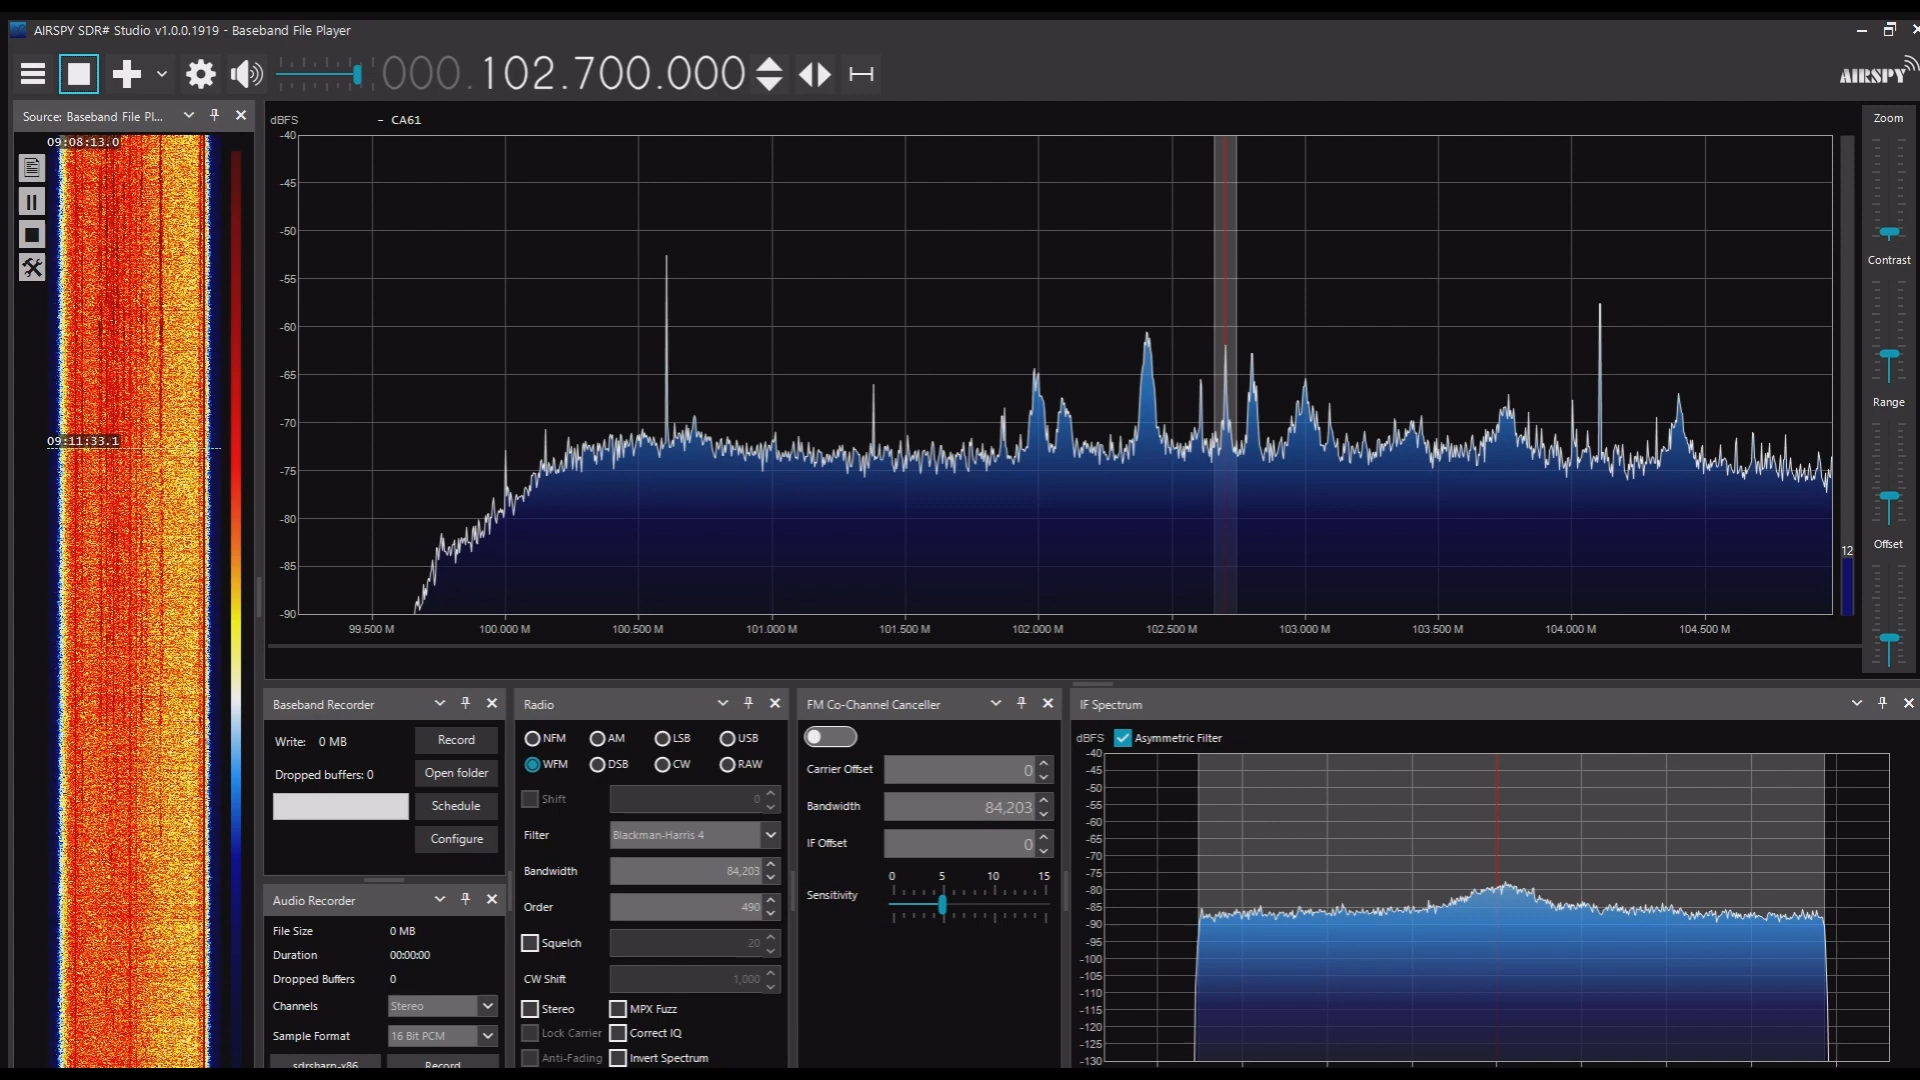 AIRSPY SDR# Studio v1.0.0.1919 - Baseband File Player
000.102.700.000
AIRSPY
Source: Baseband File Pl...
09:08:13.0
09:11:33.1
dBFS
- CA61
-40
-45
-50
-55
-60
-65
-70
-75
-80
-85
-90
99.500 M 100.000 M 100.500 M 101.000 M 101.500 M 102.000 M 102.500 M 103.000 M 103.500 M 104.000 M 104.500 M
12
Zoom
Contrast
Range
Offset
Baseband Recorder
Write: 0 MB
Record
Dropped buffers: 0
Open folder
Schedule
Configure
Audio Recorder
File Size 0 MB
Duration 00:00:00
Dropped Buffers 0
Channels Stereo
Sample Format 16 Bit PCM
sdrsharp-x86 Record
Radio
NFM AM LSB USB
WFM DSB CW RAW
Shift 0
Filter Blackman-Harris 4
Bandwidth 84,203
Order 490
Squelch 20
CW Shift 1,000
Stereo MPX Fuzz
Lock Carrier Correct IQ
Anti-Fading Invert Spectrum
FM Co-Channel Canceller
Carrier Offset 0
Bandwidth 84,203
IF Offset 0
0 5 10 15
Sensitivity
IF Spectrum
dBFS Asymmetric Filter
-40
-45
-50
-55
-60
-65
-70
-75
-80
-85
-90
-95
-100
-105
-110
-115
-120
-130